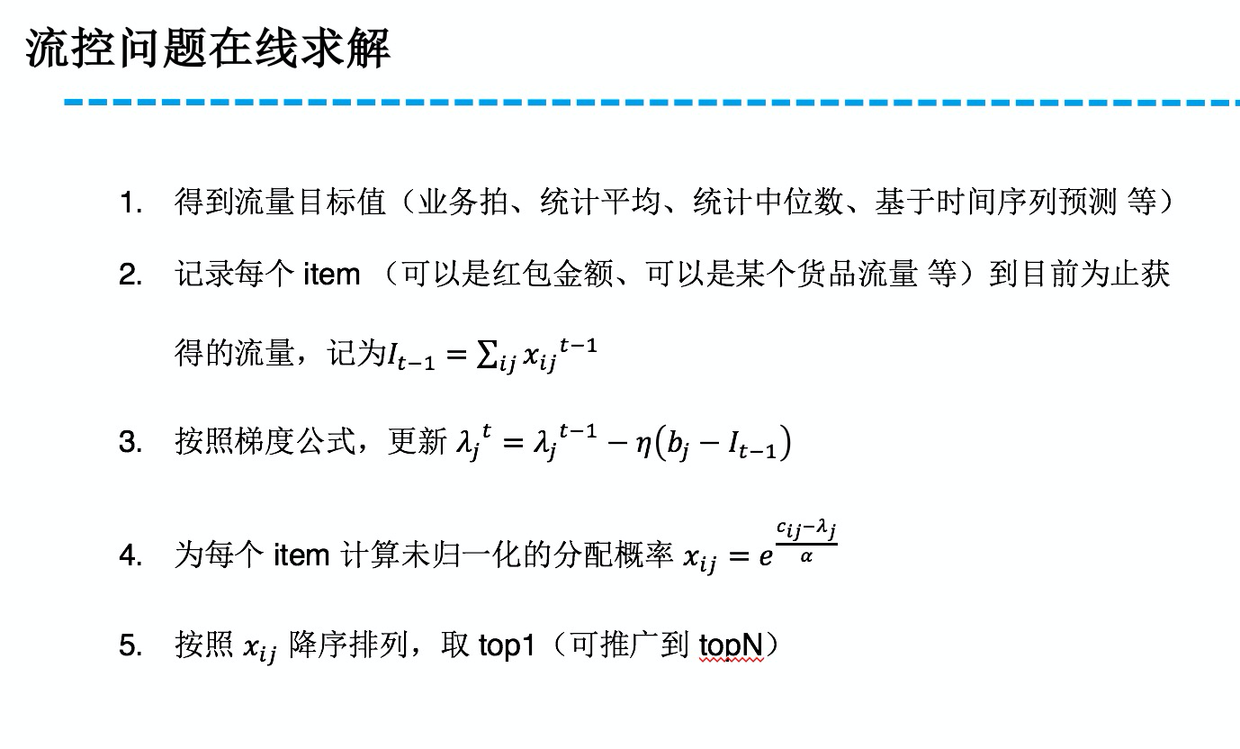 流控问题在线求解
1. 得到流量目标值（业务拍、统计平均、统计中位数、基于时间序列预测 等）
2. 记录每个 item （可以是红包金额、可以是某个货品流量 等）到目前为止获
得的流量，记为$I_{t-1} = \sum_{ij} x_{ij}^{t-1}$
3. 按照梯度公式，更新 $\lambda_j^t = \lambda_j^{t-1} - \eta(b_j - I_{t-1})$
4. 为每个 item 计算未归一化的分配概率 $x_{ij} = e^{\frac{c_{ij}-\lambda_j}{\alpha}}$
5. 按照 $x_{ij}$ 降序排列，取 top1（可推广到 topN）